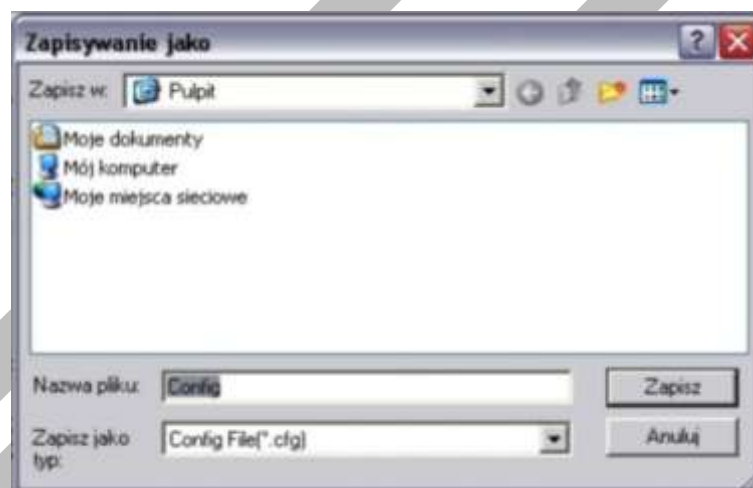 Zapisywanie jako
Zapisz w: Pulpit
Moje dokumenty
Mój komputer
Moje miejsca sieciowe
Nazwa pliku: Config Zapisz
Zapisz jako typ: Config File(*.cfg) Anuluj